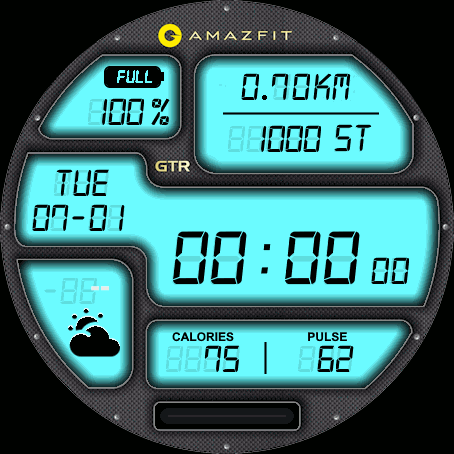 AMAZFIT
FULL
100%
0.70KM
1000 ST
GTR
TUE
07-01
00:00 00
--
CALORIES
75
PULSE
62